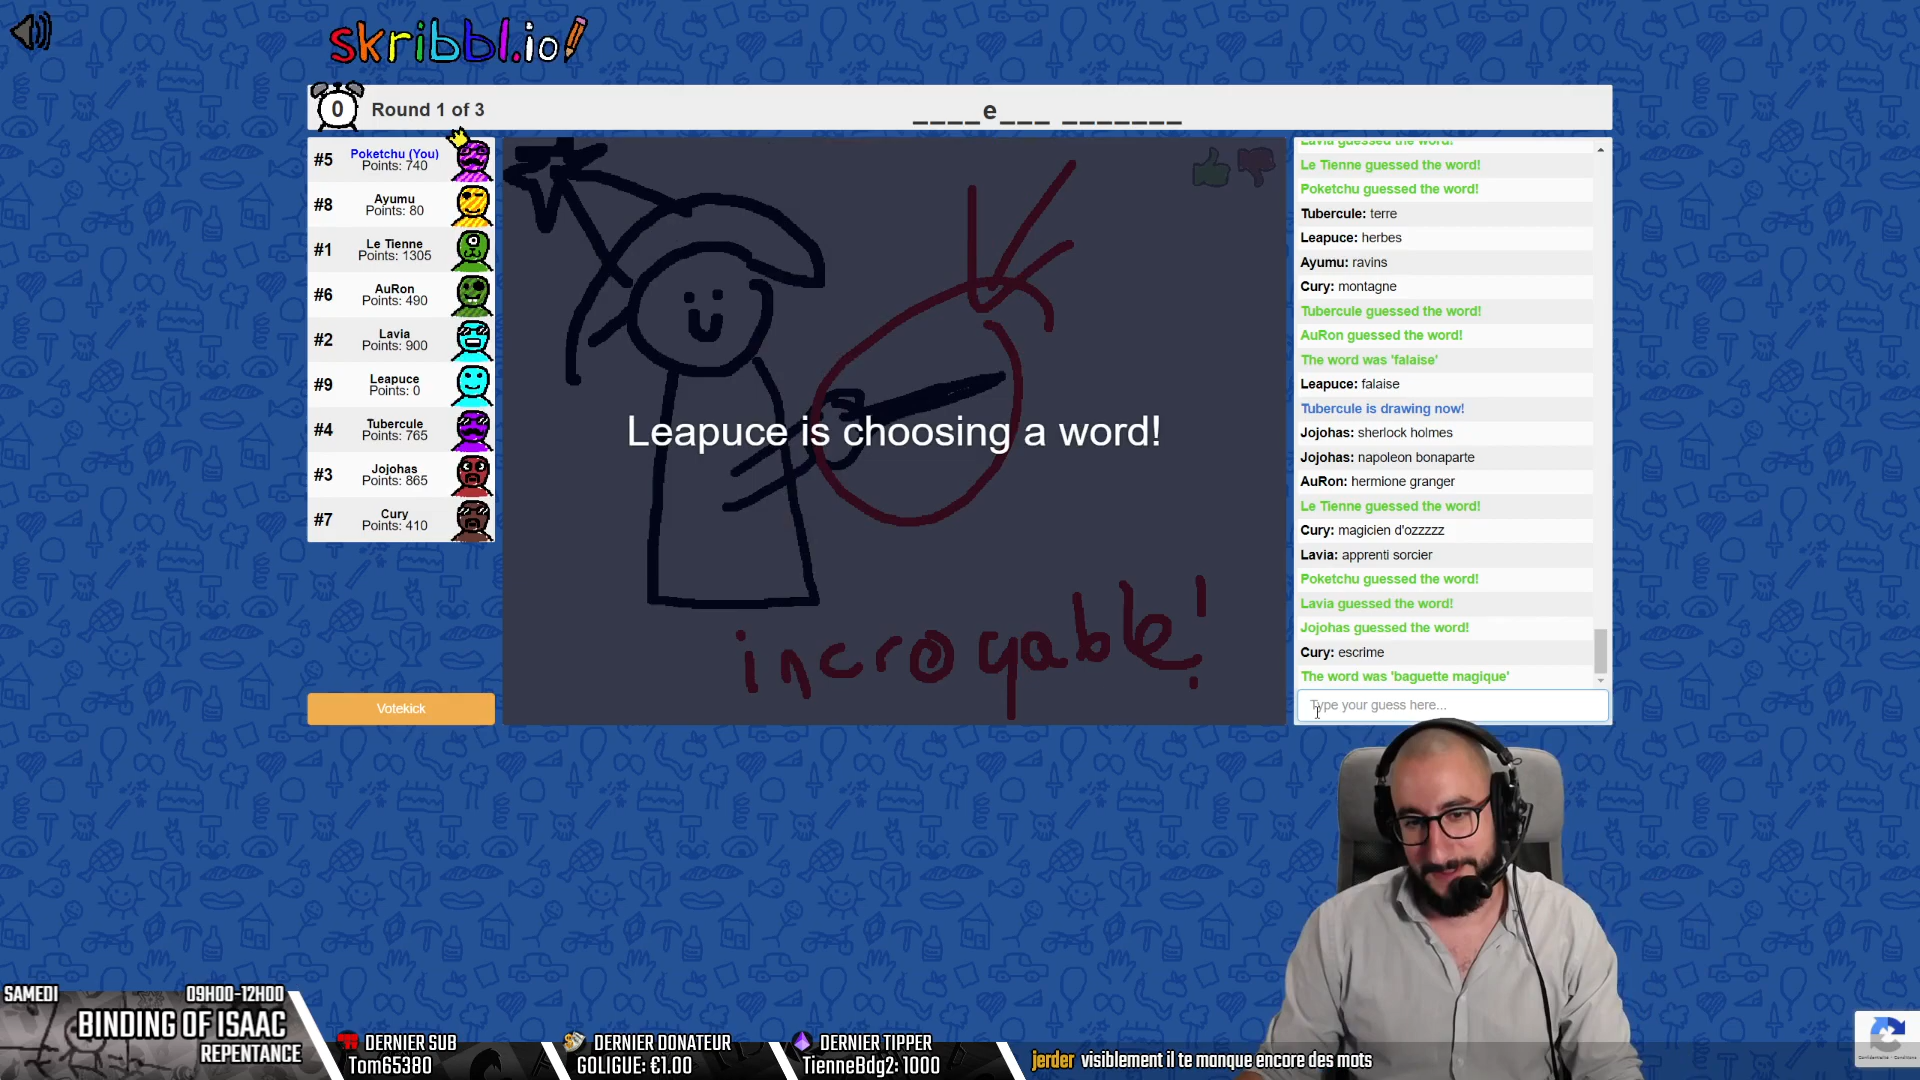 skribbl.io!
0
Round 1 of 3
____e___ _______
#5
Poketchu (You)
Points: 740
#8
Ayumu
Points: 80
#1
Le Tienne
Points: 1305
#6
AuRon
Points: 490
#2
Lavia
Points: 900
#9
Leapuce
Points: 0
#4
Tubercule
Points: 765
#3
Jojohas
Points: 865
#7
Cury
Points: 410
Votekick
Leapuce is choosing a word!
incroyable!
Lavia guessed the word!
Le Tienne guessed the word!
Poketchu guessed the word!
Tubercule: terre
Leapuce: herbes
Ayumu: ravins
Cury: montagne
Tubercule guessed the word!
AuRon guessed the word!
The word was 'falaise'
Leapuce: falaise
Tubercule is drawing now!
Jojohas: sherlock holmes
Jojohas: napoleon bonaparte
AuRon: hermione granger
Le Tienne guessed the word!
Cury: magicien d'ozzzzz
Lavia: apprenti sorcier
Poketchu guessed the word!
Lavia guessed the word!
Jojohas guessed the word!
Cury: escrime
The word was 'baguette magique'
Type your guess here...
SAMEDI
09H00-12H00
BINDING OF ISAAC
REPENTANCE
DERNIER SUB
Tom65380
DERNIER DONATEUR
GOLIGUE: €1.00
DERNIER TIPPER
TienneBdg2: 1000
jerder visiblement il te manque encore des mots